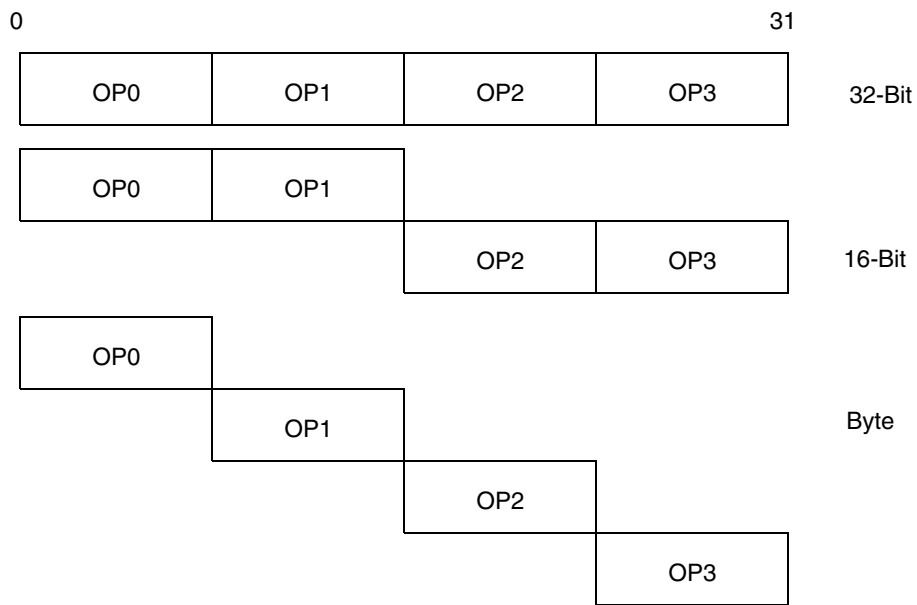 0 31
OP0 OP1 OP2 OP3 32-Bit
OP0 OP1
OP2 OP3 16-Bit
OP0
OP1 Byte
OP2
OP3